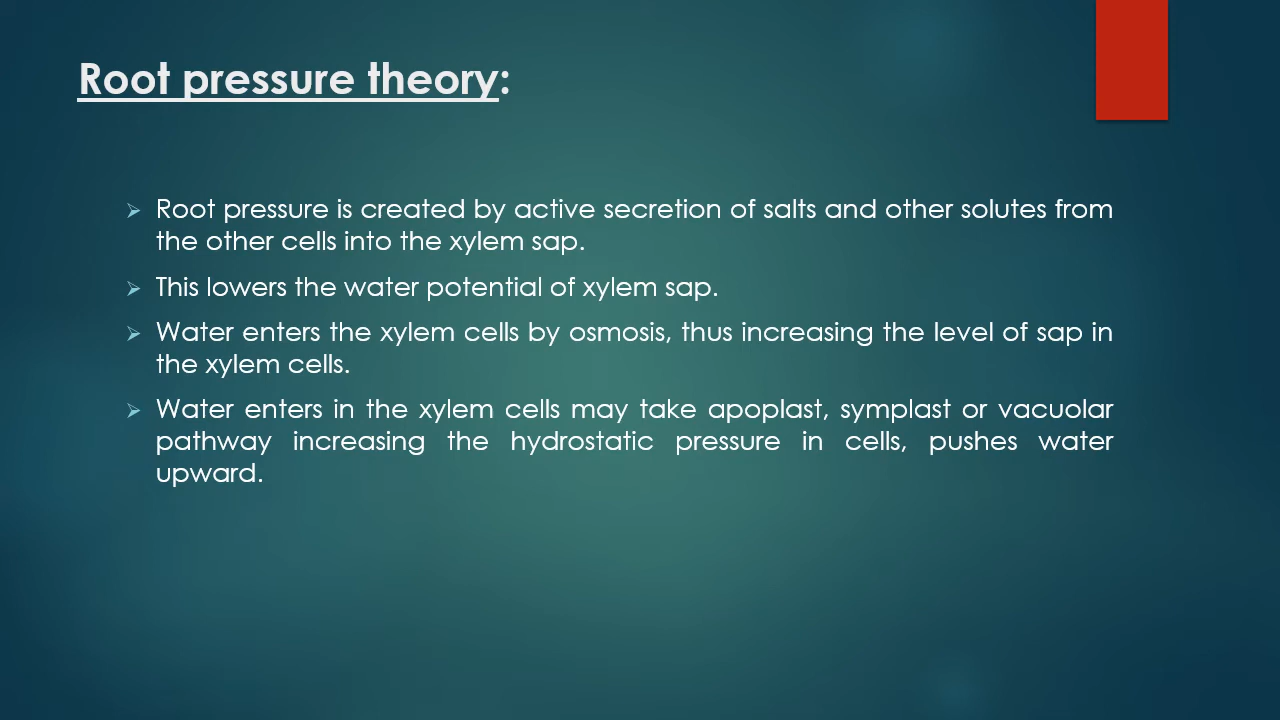 Root pressure theory:
Root pressure is created by active secretion of salts and other solutes from
the other cells into the xylem sap.
This lowers the water potential of xylem sap.
Water enters the xylem cells by osmosis, thus increasing the level of sap in
the xylem cells.
Water enters in the xylem cells may take apoplast, symplast or vacuolar
pathway increasing the hydrostatic pressure in cells, pushes water
upward.